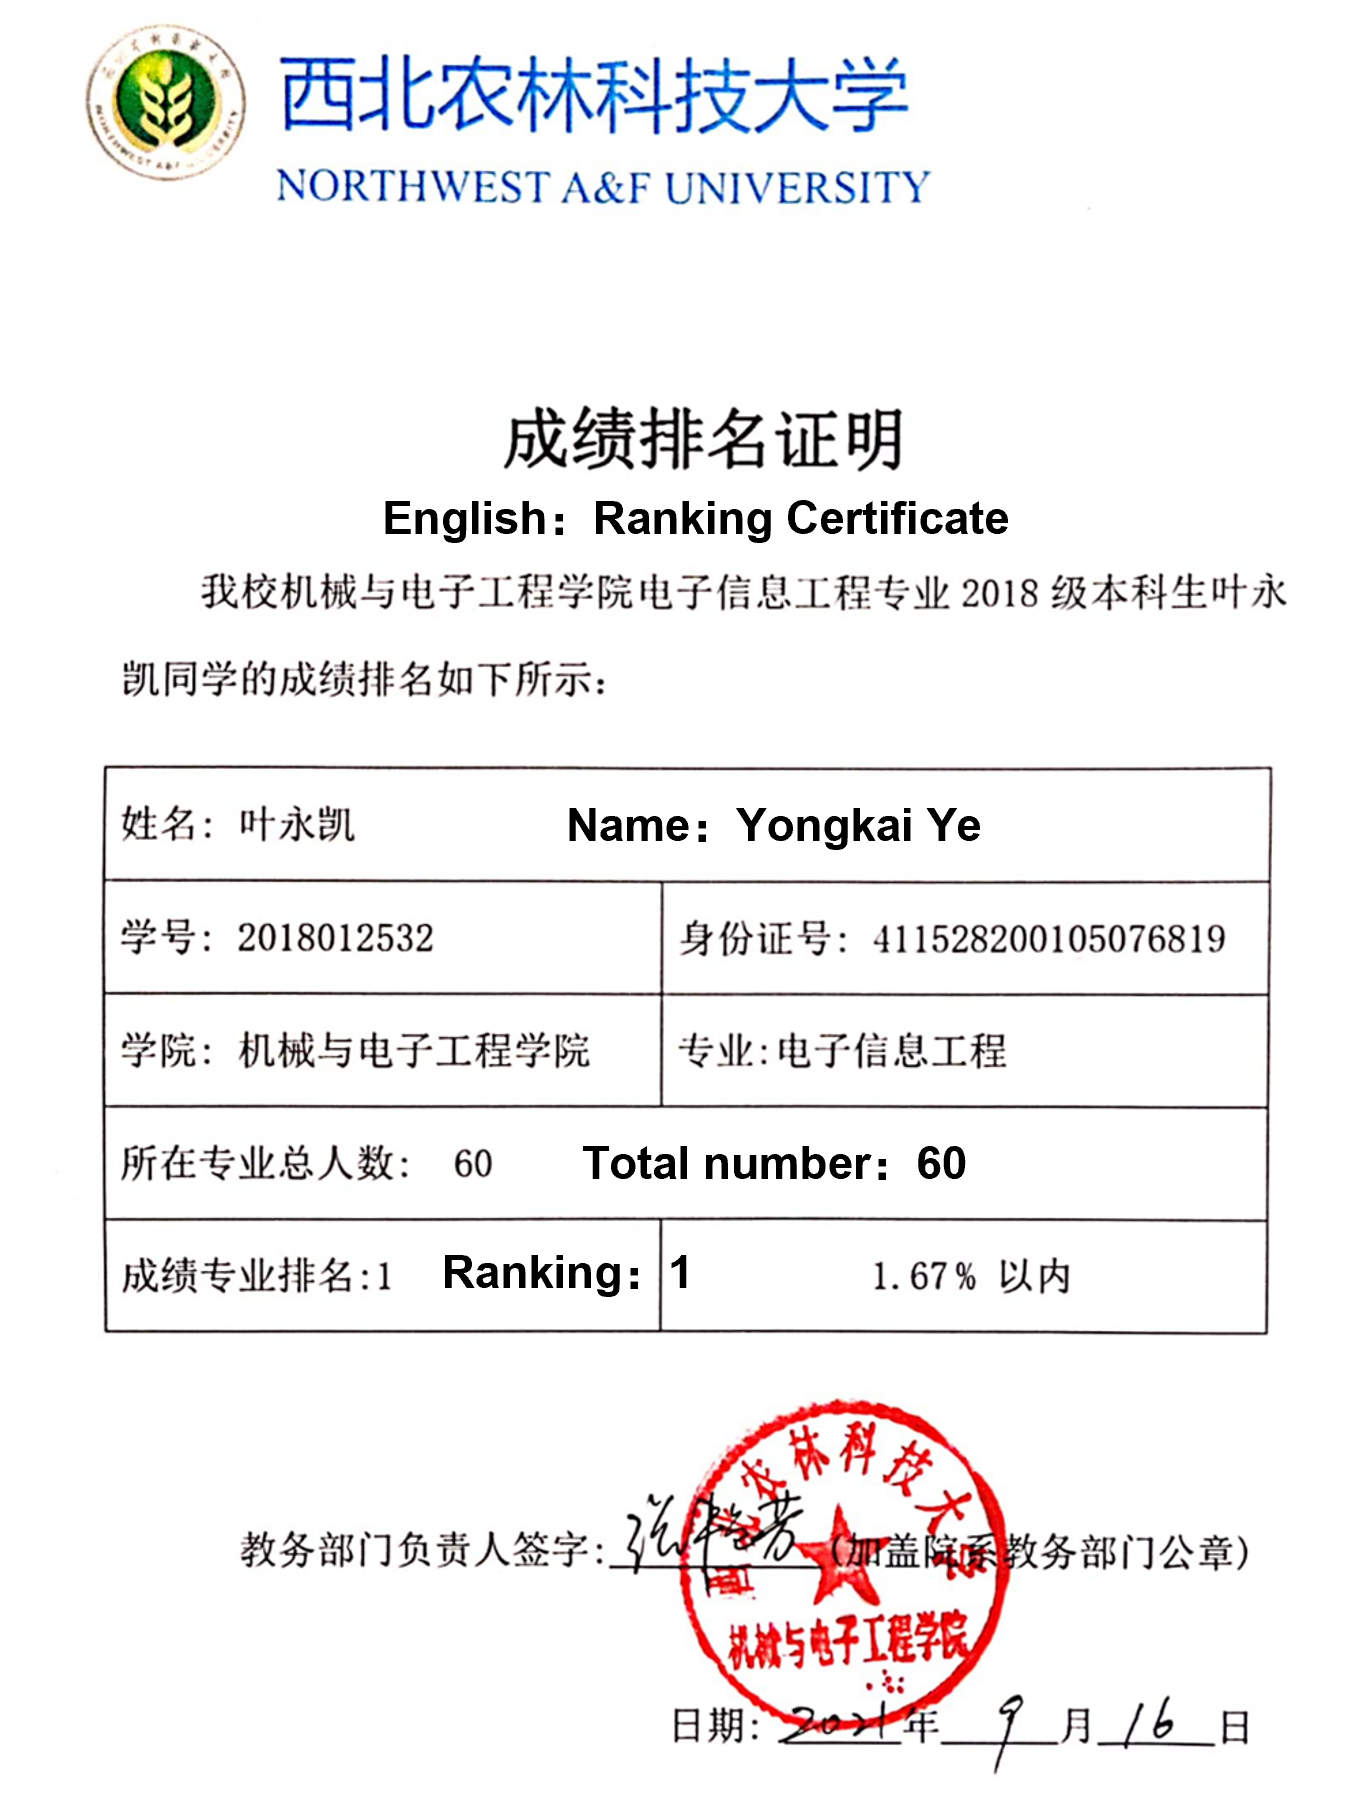 西北农林科技大学
NORTHWEST A&F UNIVERSITY
成绩排名证明
English：Ranking Certificate
我校机械与电子工程学院电子信息工程专业 2018 级本科生叶永
凯同学的成绩排名如下所示：
姓名：叶永凯 Name：Yongkai Ye
学号：2018012532 身份证号：411528200105076819
学院：机械与电子工程学院 专业:电子信息工程
所在专业总人数： 60 Total number：60
成绩专业排名:1 Ranking：1 1.67% 以内
西北农林科技大学
教务部门负责人签字: (加盖院系教务部门公章)
机械与电子工程学院
日期: 2021年 9月 16日